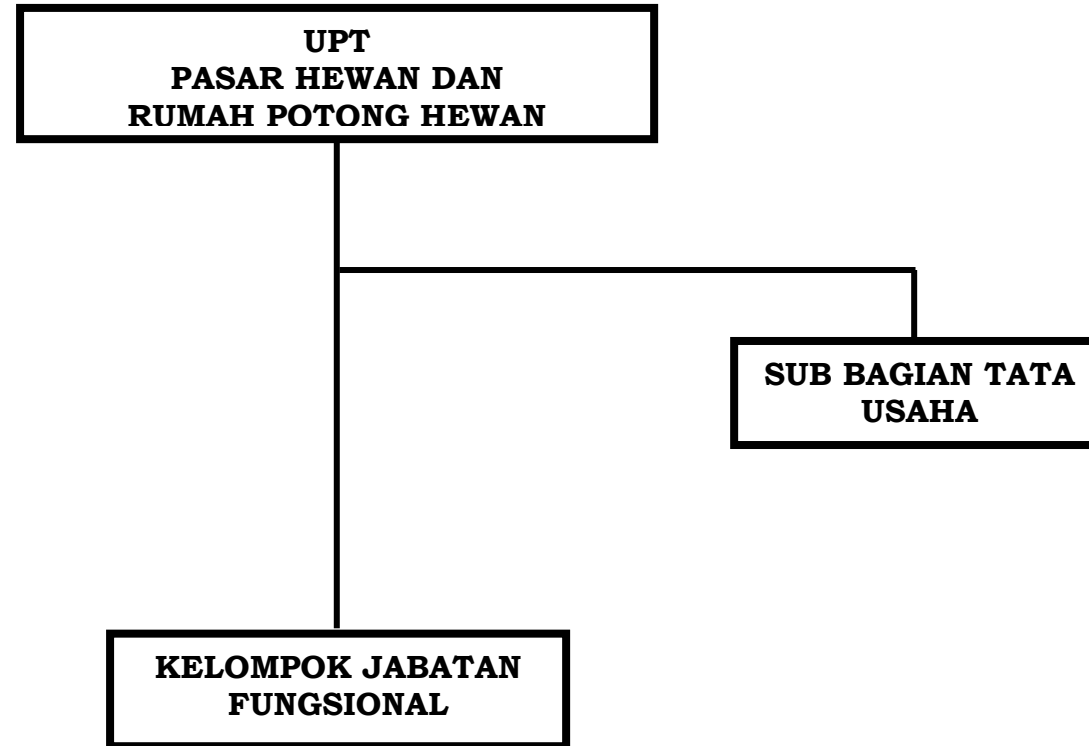 UPT
PASAR HEWAN DAN
RUMAH POTONG HEWAN
SUB BAGIAN TATA
USAHA
KELOMPOK JABATAN
FUNGSIONAL